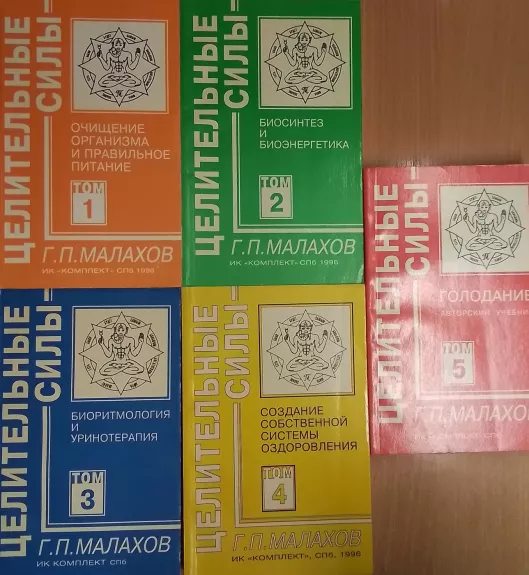 ЦЕЛИТЕЛЬНЫЕ
СИЛЫ
ОЧИЩЕНИЕ
ОРГАНИЗМА
И ПРАВИЛЬНОЕ
ПИТАНИЕ
ТОМ
1
Г.П.МАЛАХОВ
ИК «КОМПЛЕКТ» СПб 1996
ЦЕЛИТЕЛЬНЫЕ
СИЛЫ
БИОСИНТЕЗ
И
БИОЭНЕРГЕТИКА
ТОМ
2
Г.П.МАЛАХОВ
ИК «КОМПЛЕКТ» СПб 1996
ЦЕЛИТЕЛЬНЫЕ
СИЛЫ
БИОРИТМОЛОГИЯ
И
УРИНОТЕРАПИЯ
ТОМ
3
Г.П.МАЛАХОВ
ИК КОМПЛЕКТ СПб
ЦЕЛИТЕЛЬНЫЕ
СИЛЫ
СОЗДАНИЕ
СОБСТВЕННОЙ
СИСТЕМЫ
ОЗДОРОВЛЕНИЯ
ТОМ
4
Г.П.МАЛАХОВ
ИК «КОМПЛЕКТ», СПб, 1996
ЦЕЛИТЕЛЬНЫЕ
СИЛЫ
ГОЛОДАНИЕ
АВТОРСКИЙ УЧЕБНИК
ТОМ
5
Г.П.МАЛАХОВ